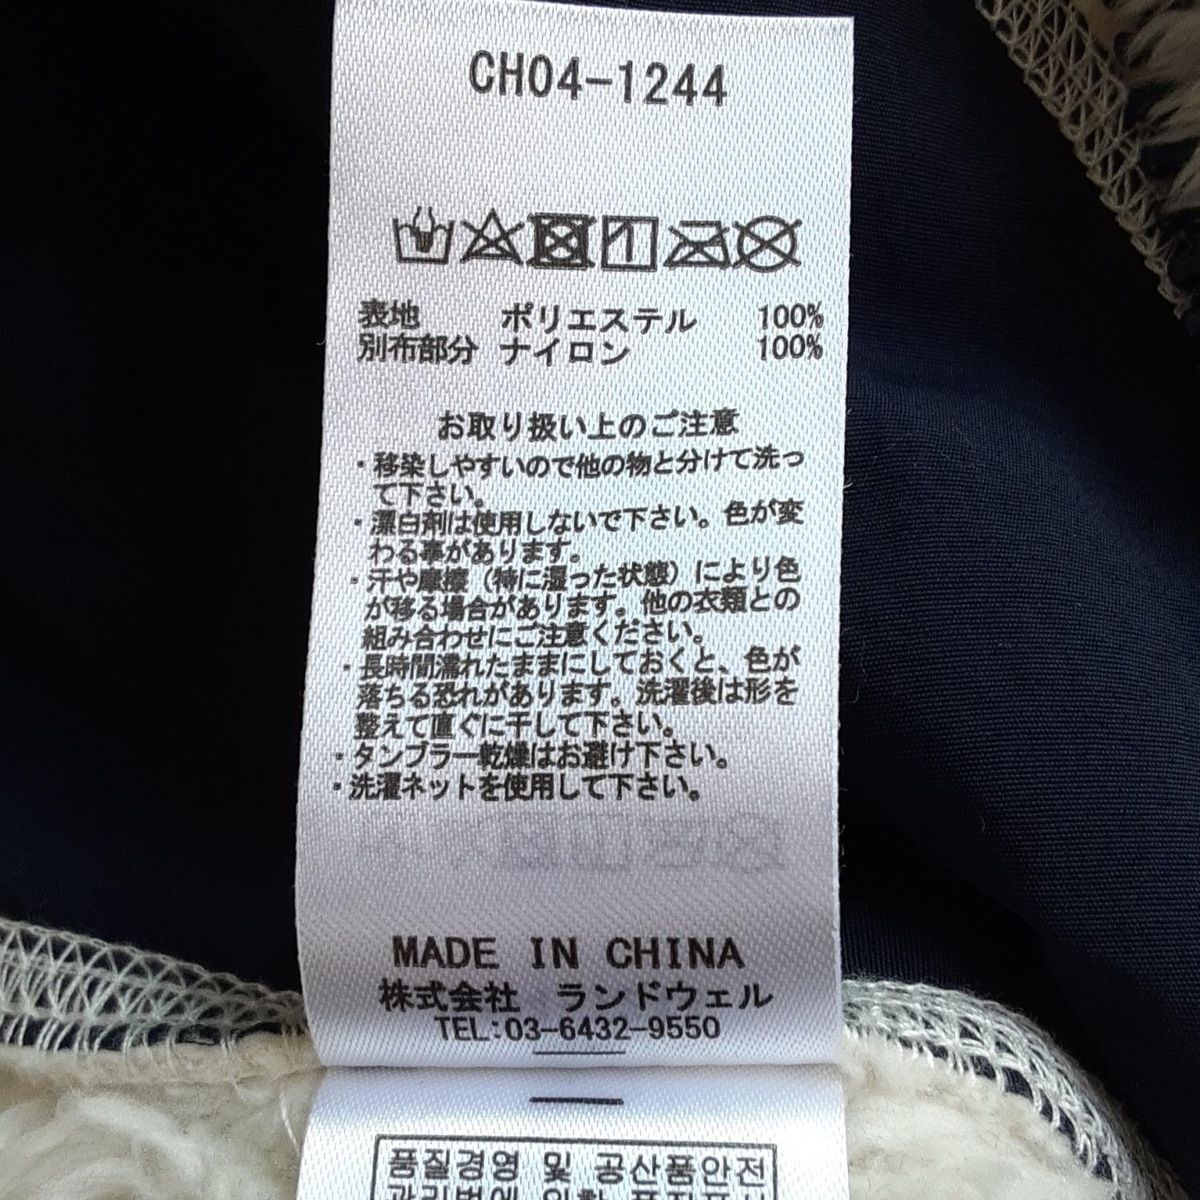 CH04-1244
表地 ポリエステル 100%
別布部分 ナイロン 100%
お取り扱い上のご注意
・移染しやすいので他の物と分けて洗っ
て下さい。
・漂白剤は使用しないで下さい。色が変
わる事があります。
・汗や摩擦(特に湿った状態)により色
が移る場合があります。他の衣類との
組み合わせにご注意ください。
・長時間濡れたままにしておくと、色が
落ちる恐れがあります。洗濯後は形を
整えて直ぐに干して下さい。
・タンブラー乾燥はお避け下さい。
・洗濯ネットを使用して下さい。
MADE IN CHINA
株式会社 ランドウェル
TEL:03-6432-9550
품질경영 및 공산품안전
관리법에 의한 품질표시